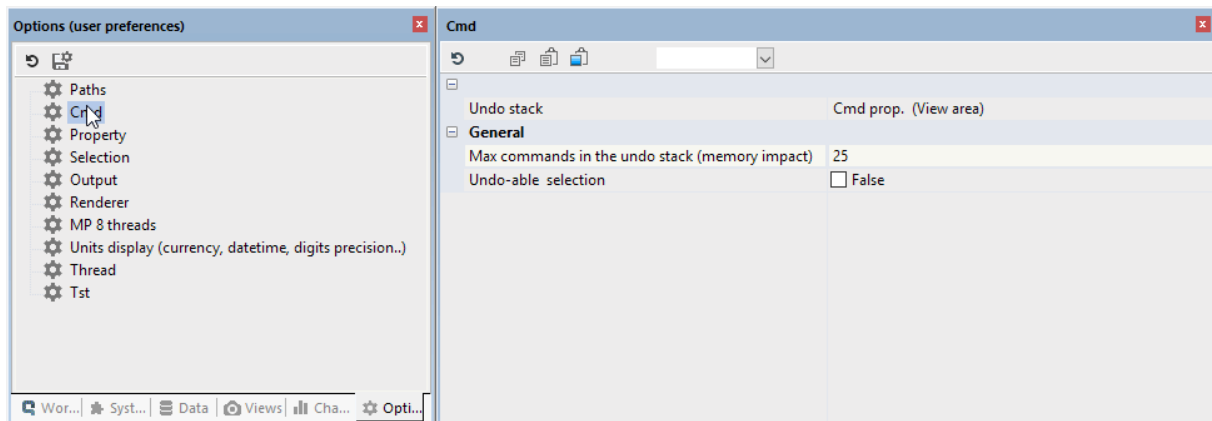 Options (user preferences)
Paths
Cmd
Property
Selection
Output
Renderer
MP 8 threads
Units display (currency, datetime, digits precision..)
Thread
Tst
Wor...
Syst...
Data
Views
Cha...
Opti...
Cmd
Undo stack Cmd prop. (View area)
General
Max commands in the undo stack (memory impact) 25
Undo-able selection False